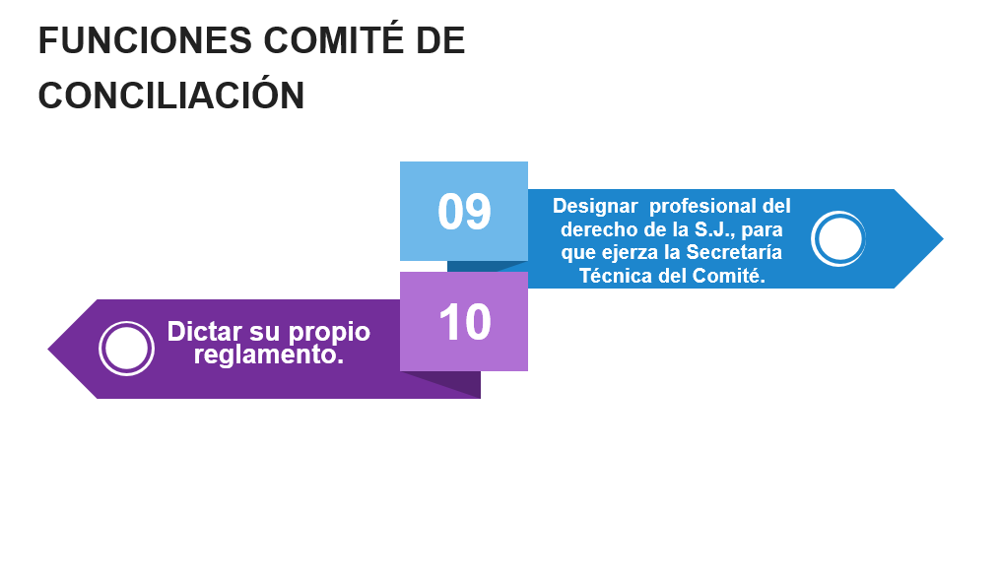 FUNCIONES COMITÉ DE
CONCILIACIÓN
09
Designar  profesional del
derecho de la S.J., para
que ejerza la Secretaría
Técnica del Comité.
10
Dictar su propio
reglamento.